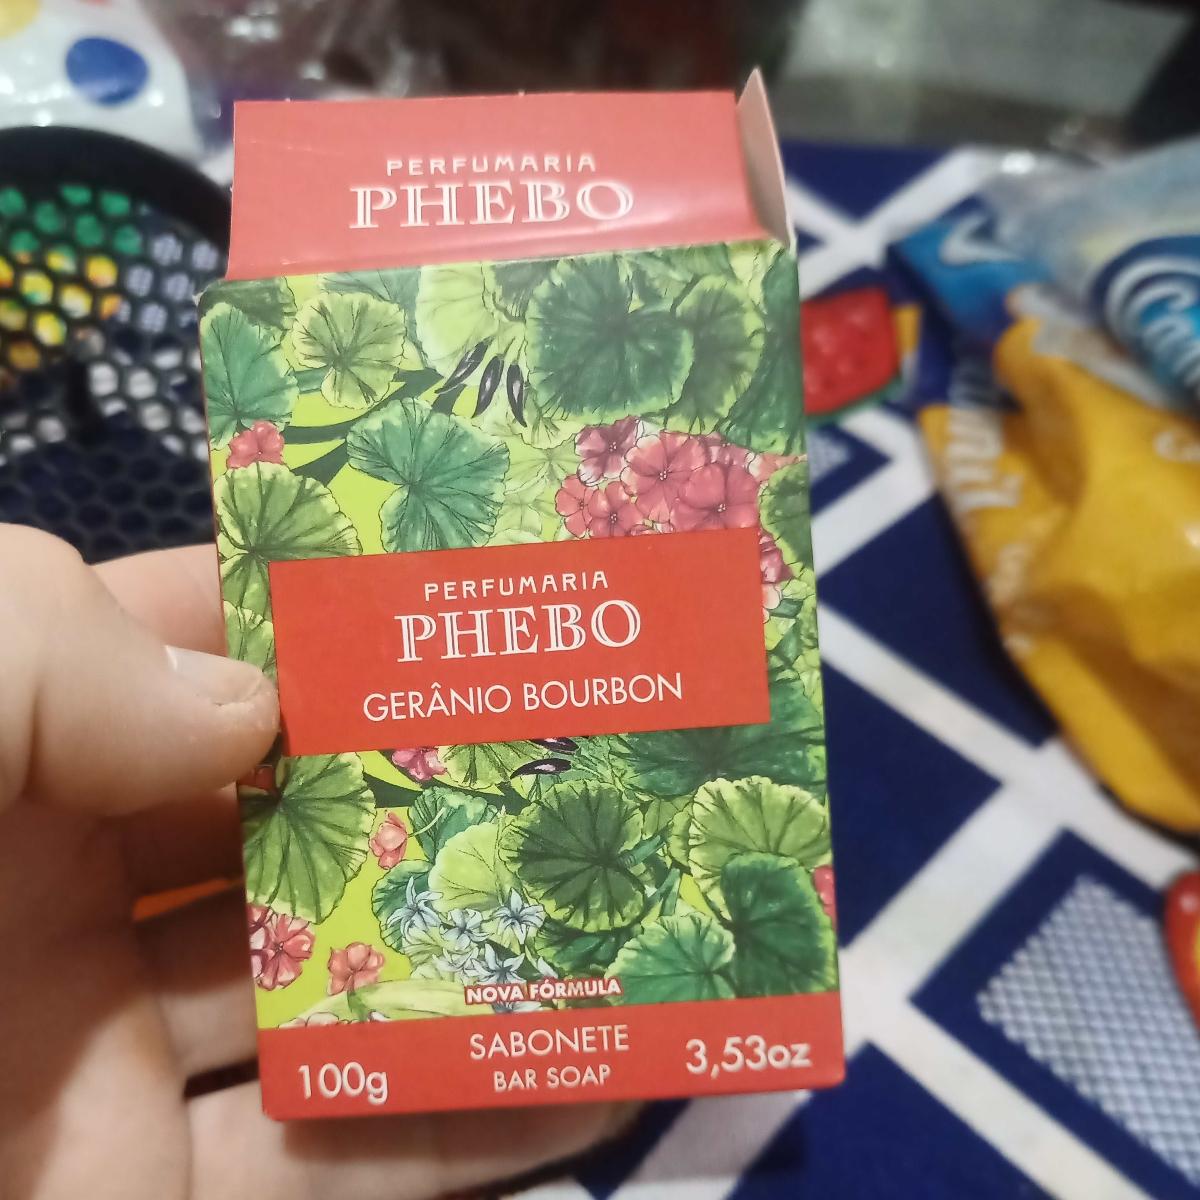 PERFUMARIA
PHEBO
PERFUMARIA
PHEBO
GERÂNIO BOURBON
NOVA FÓRMULA
SABONETE
BAR SOAP
100g
3,53oz